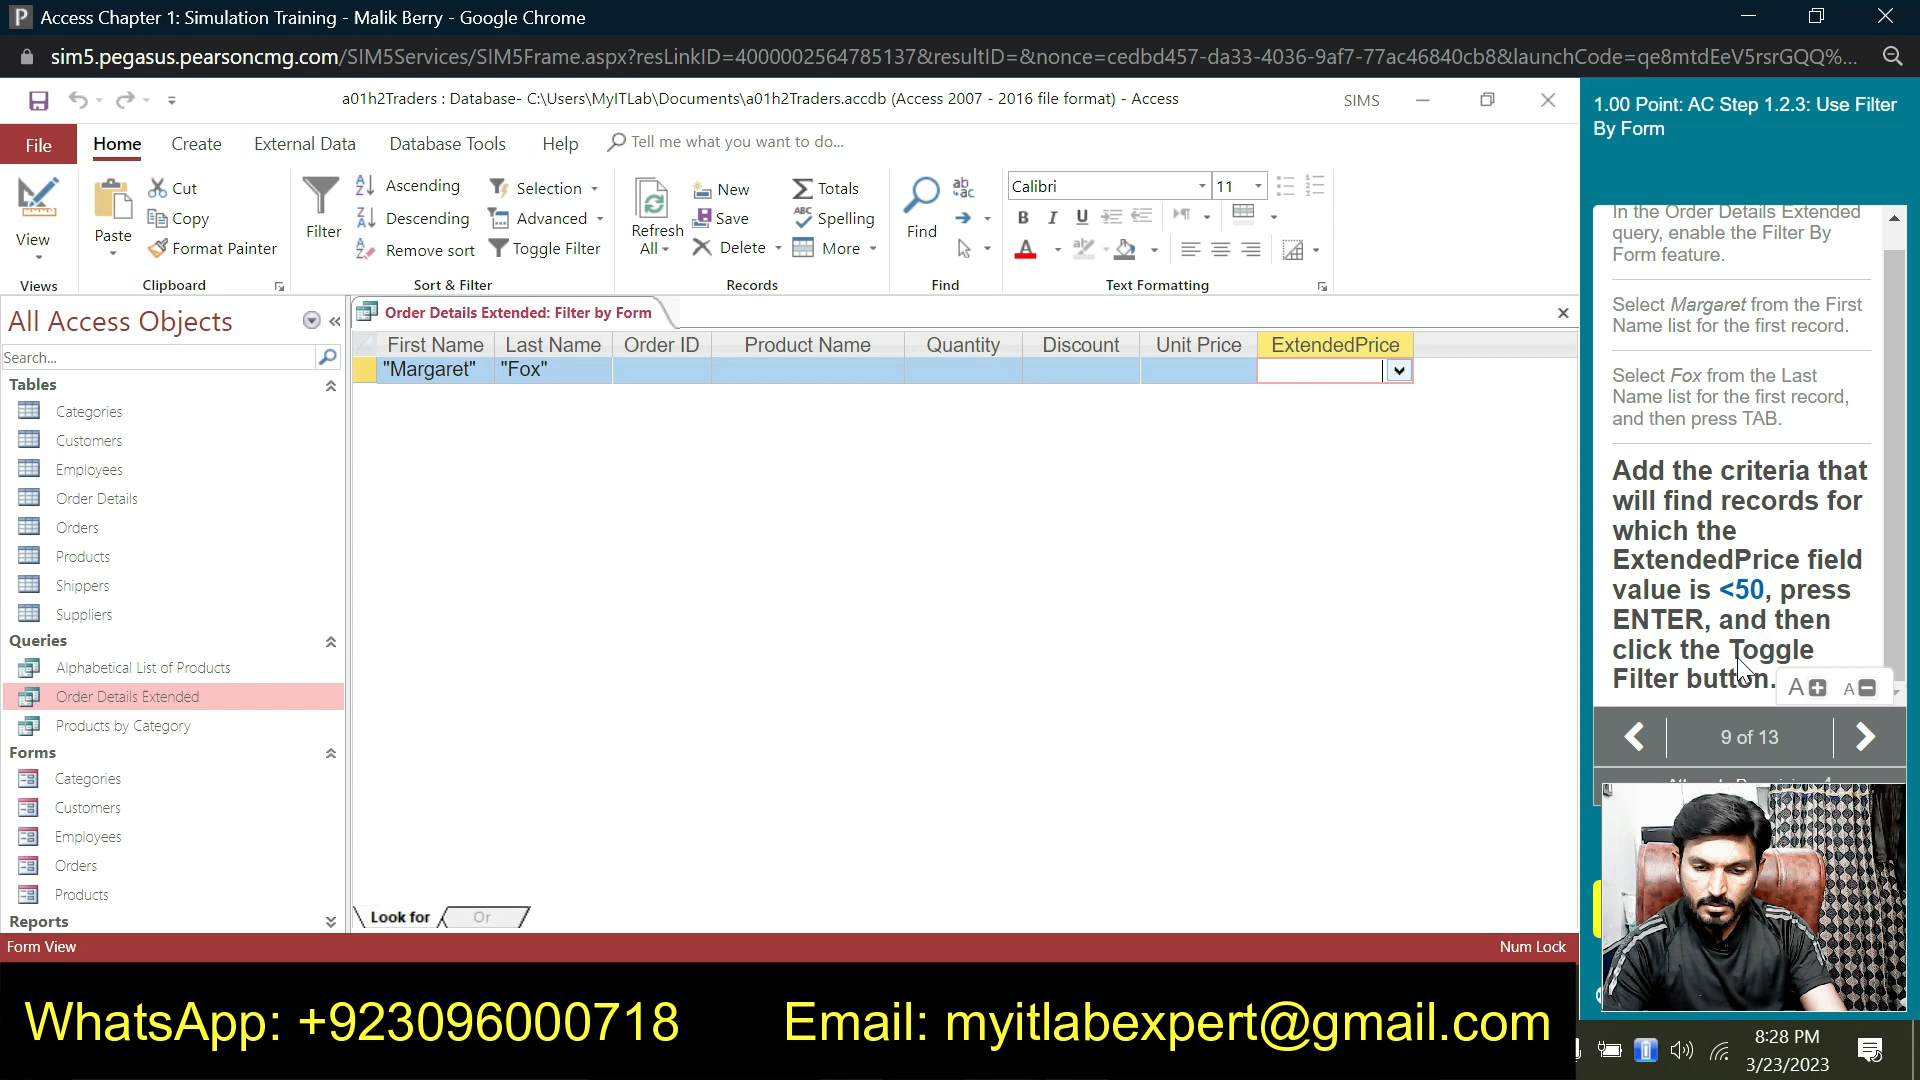 Access Chapter 1: Simulation Training - Malik Berry - Google Chrome
sim5.pegasus.pearsoncmg.com/SIM5Services/SIM5Frame.aspx?resLinkID=4000002564785137&resultID=&nonce=cedbd457-da33-4036-9af7-77ac46840cb8&launchCode=qe8mtdEeV5rsrGQQ%...
a01h2Traders : Database- C:\Users\MyITLab\Documents\a01h2Traders.accdb (Access 2007 - 2016 file format) - Access
SIMS
File Home Create External Data Database Tools Help Tell me what you want to do...
View
Views
Paste
Cut
Copy
Format Painter
Clipboard
Filter
Ascending
Descending
Remove sort
Selection
Advanced
Toggle Filter
Sort & Filter
Refresh
All
New
Save
Delete
Totals
Spelling
More
Records
Find
Find
Calibri 11
B I U
Text Formatting
All Access Objects
Search...
Tables
Categories
Customers
Employees
Order Details
Orders
Products
Shippers
Suppliers
Queries
Alphabetical List of Products
Order Details Extended
Products by Category
Forms
Categories
Customers
Employees
Orders
Products
Reports
Order Details Extended: Filter by Form
First Name Last Name Order ID Product Name Quantity Discount Unit Price ExtendedPrice
"Margaret" "Fox"
Look for Or
Form View
Num Lock
1.00 Point: AC Step 1.2.3: Use Filter
By Form
In the Order Details Extended
query, enable the Filter By
Form feature.
Select Margaret from the First
Name list for the first record.
Select Fox from the Last
Name list for the first record,
and then press TAB.
Add the criteria that
will find records for
which the
ExtendedPrice field
value is <50, press
ENTER, and then
click the Toggle
Filter button.
A A
9 of 13
WhatsApp: +923096000718 Email: myitlabexpert@gmail.com
8:28 PM
3/23/2023